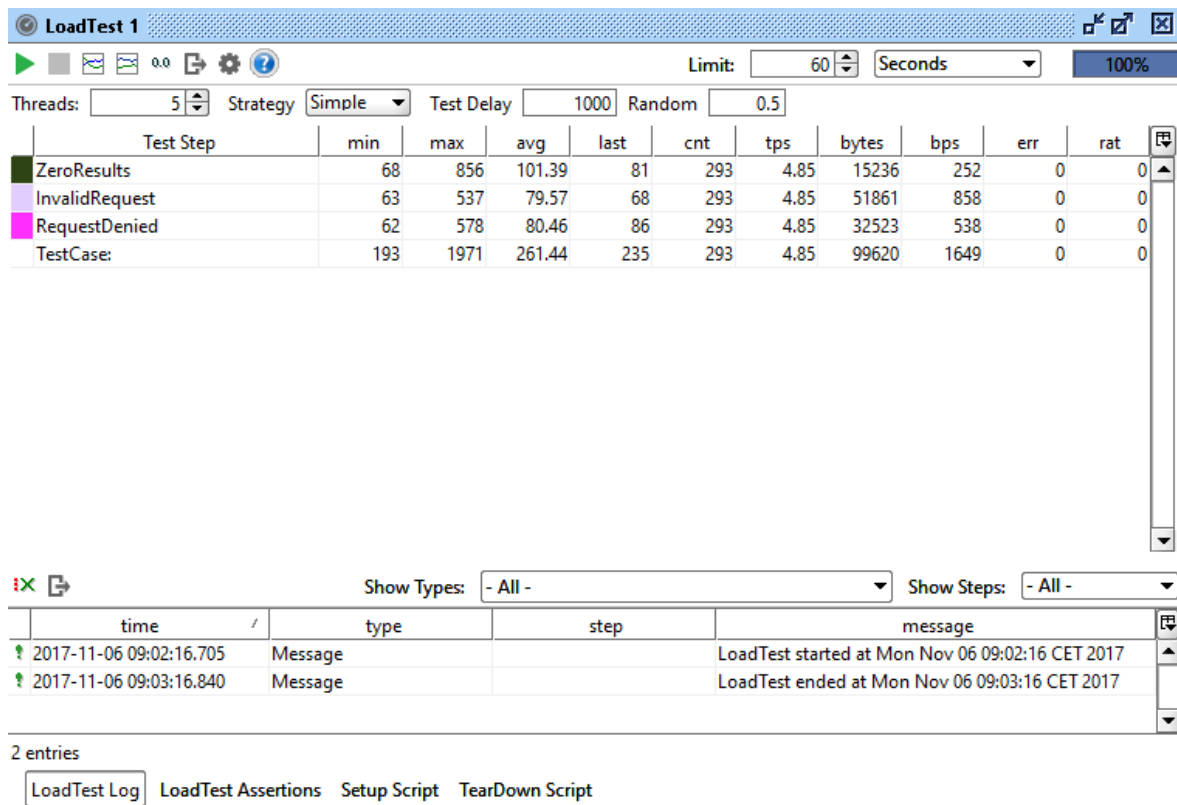 LoadTest 1
0.0 ? Limit: 60 Seconds 100%
Threads: 5 Strategy Simple Test Delay 1000 Random 0.5
Test Step min max avg last cnt tps bytes bps err rat
ZeroResults 68 856 101.39 81 293 4.85 15236 252 0 0
InvalidRequest 63 537 79.57 68 293 4.85 51861 858 0 0
RequestDenied 62 578 80.46 86 293 4.85 32523 538 0 0
TestCase: 193 1971 261.44 235 293 4.85 99620 1649 0 0
Show Types: - All - Show Steps: - All -
time type step message
2017-11-06 09:02:16.705 Message LoadTest started at Mon Nov 06 09:02:16 CET 2017
2017-11-06 09:03:16.840 Message LoadTest ended at Mon Nov 06 09:03:16 CET 2017
2 entries
LoadTest Log LoadTest Assertions Setup Script TearDown Script